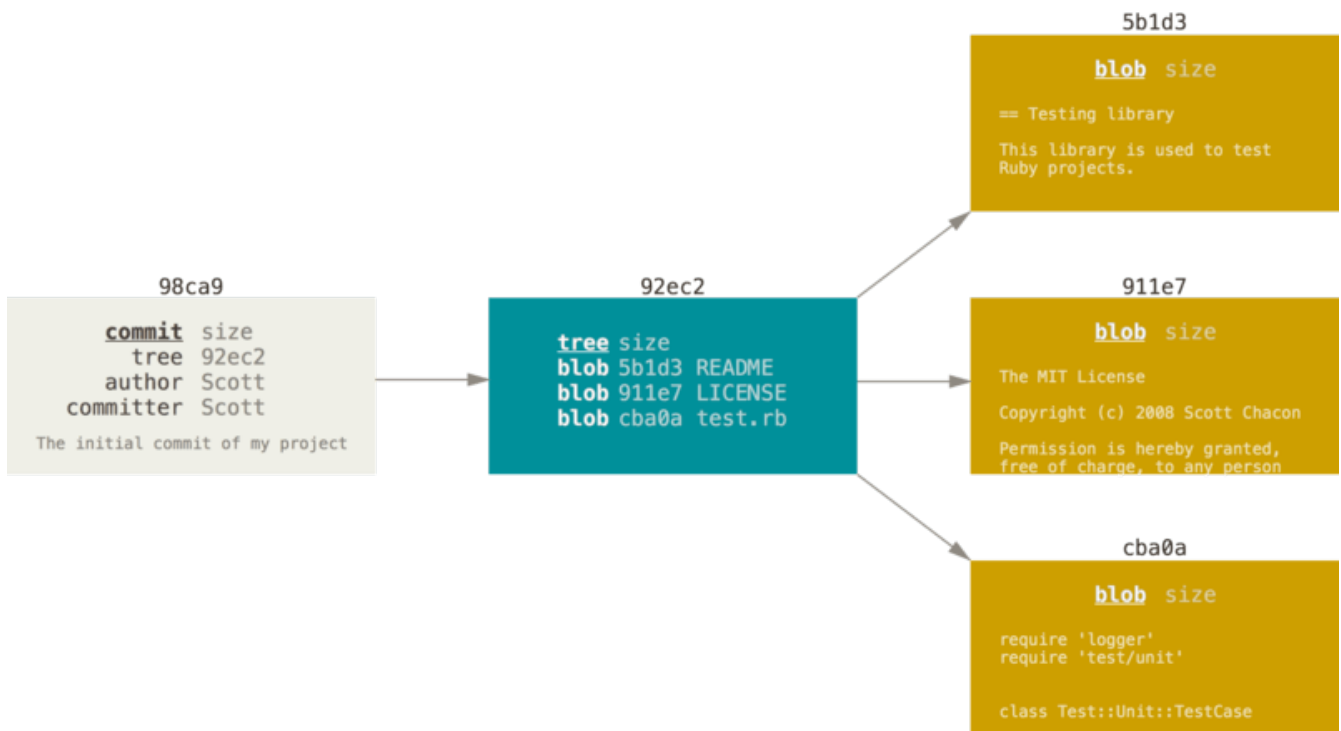 98ca9
commit size
tree 92ec2
author Scott
committer Scott
The initial commit of my project
92ec2
tree size
blob 5b1d3 README
blob 911e7 LICENSE
blob cba0a test.rb
5b1d3
blob size
== Testing library
This library is used to test
Ruby projects.
911e7
blob size
The MIT License
Copyright (c) 2008 Scott Chacon
Permission is hereby granted,
free of charge, to any person
cba0a
blob size
require 'logger'
require 'test/unit'
class Test::Unit::TestCase